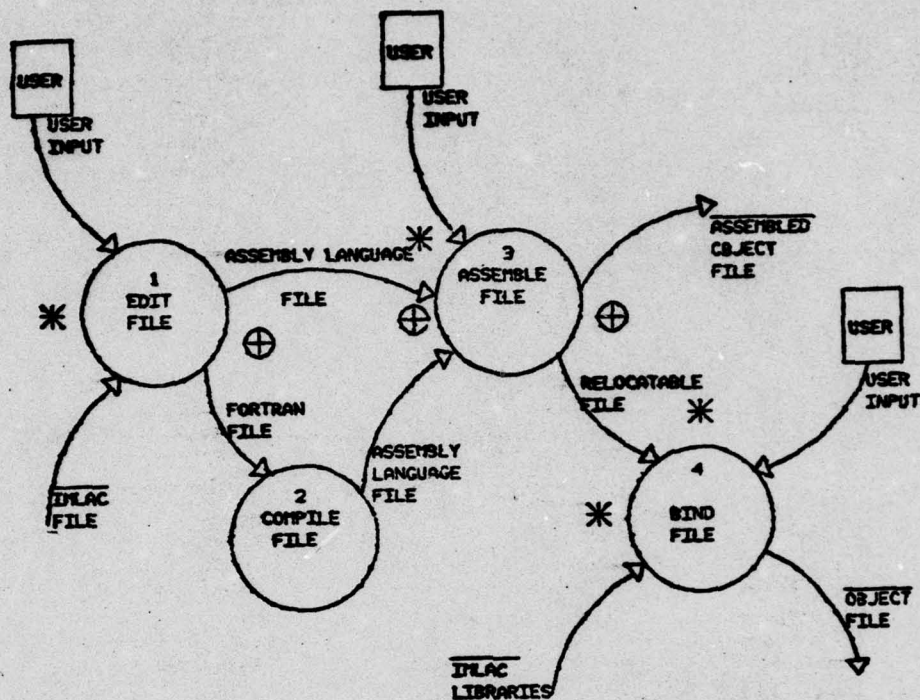 USER
USER
INPUT
USER
USER
INPUT
ASSEMBLY LANGUAGE
FILE
1
EDIT
FILE
3
ASSEMBLE
FILE
ASSEMBLED
OBJECT
FILE
USER
USER
INPUT
FORTRAN
FILE
RELOCATABLE
FILE
IMLAC
FILE
2
COMPILE
FILE
ASSEMBLY
LANGUAGE
FILE
4
BIND
FILE
OBJECT
FILE
IMLAC
LIBRARIES